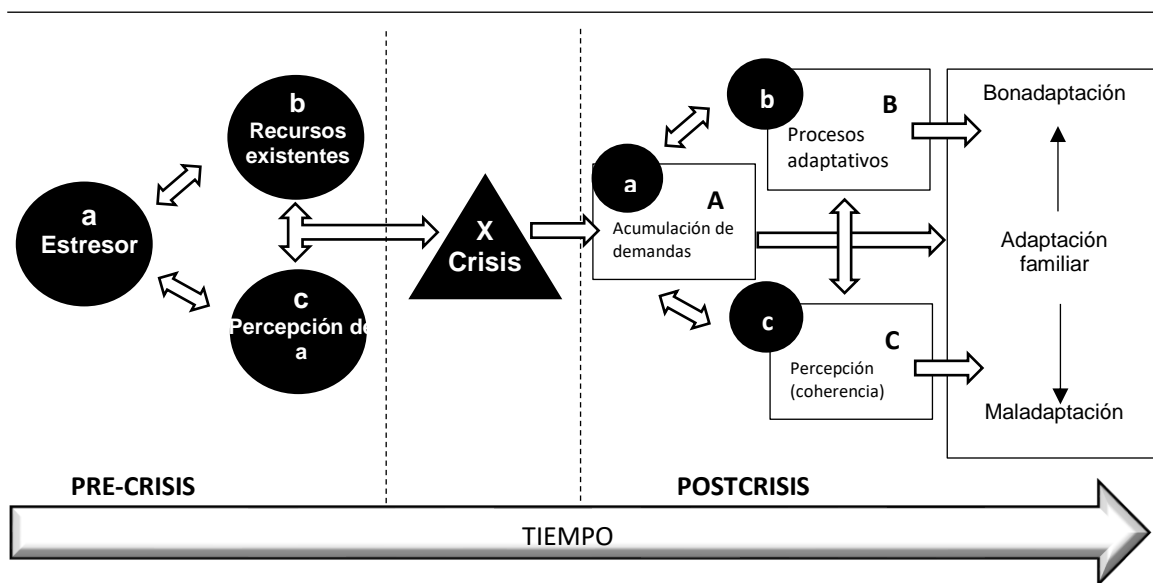 b
Recursos
existentes
a
Estresor
c
Percepción de
a
X
Crisis
a
A
Acumulación de
demandas
b
B
Procesos
adaptativos
c
C
Percepción
(coherencia)
Bonadaptación
Adaptación
familiar
Maladaptación
PRE-CRISIS
POSTCRISIS
TIEMPO